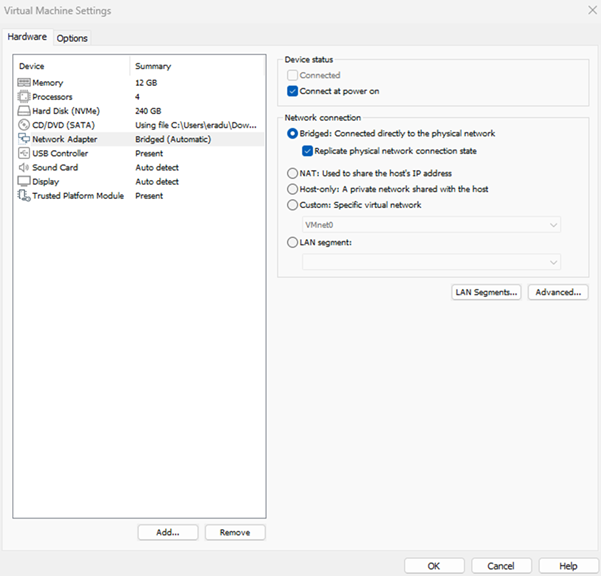 Virtual Machine Settings
Hardware Options
Device Summary
Memory 12 GB
Processors 4
Hard Disk (NVMe) 240 GB
CD/DVD (SATA) Using file C:\Users\eradu\Dow...
Network Adapter Bridged (Automatic)
USB Controller Present
Sound Card Auto detect
Display Auto detect
Trusted Platform Module Present
Add... Remove
Device status
Connected
Connect at power on
Network connection
Bridged: Connected directly to the physical network
Replicate physical network connection state
NAT: Used to share the host's IP address
Host-only: A private network shared with the host
Custom: Specific virtual network
VMnet0
LAN segment:
LAN Segments... Advanced...
OK Cancel Help